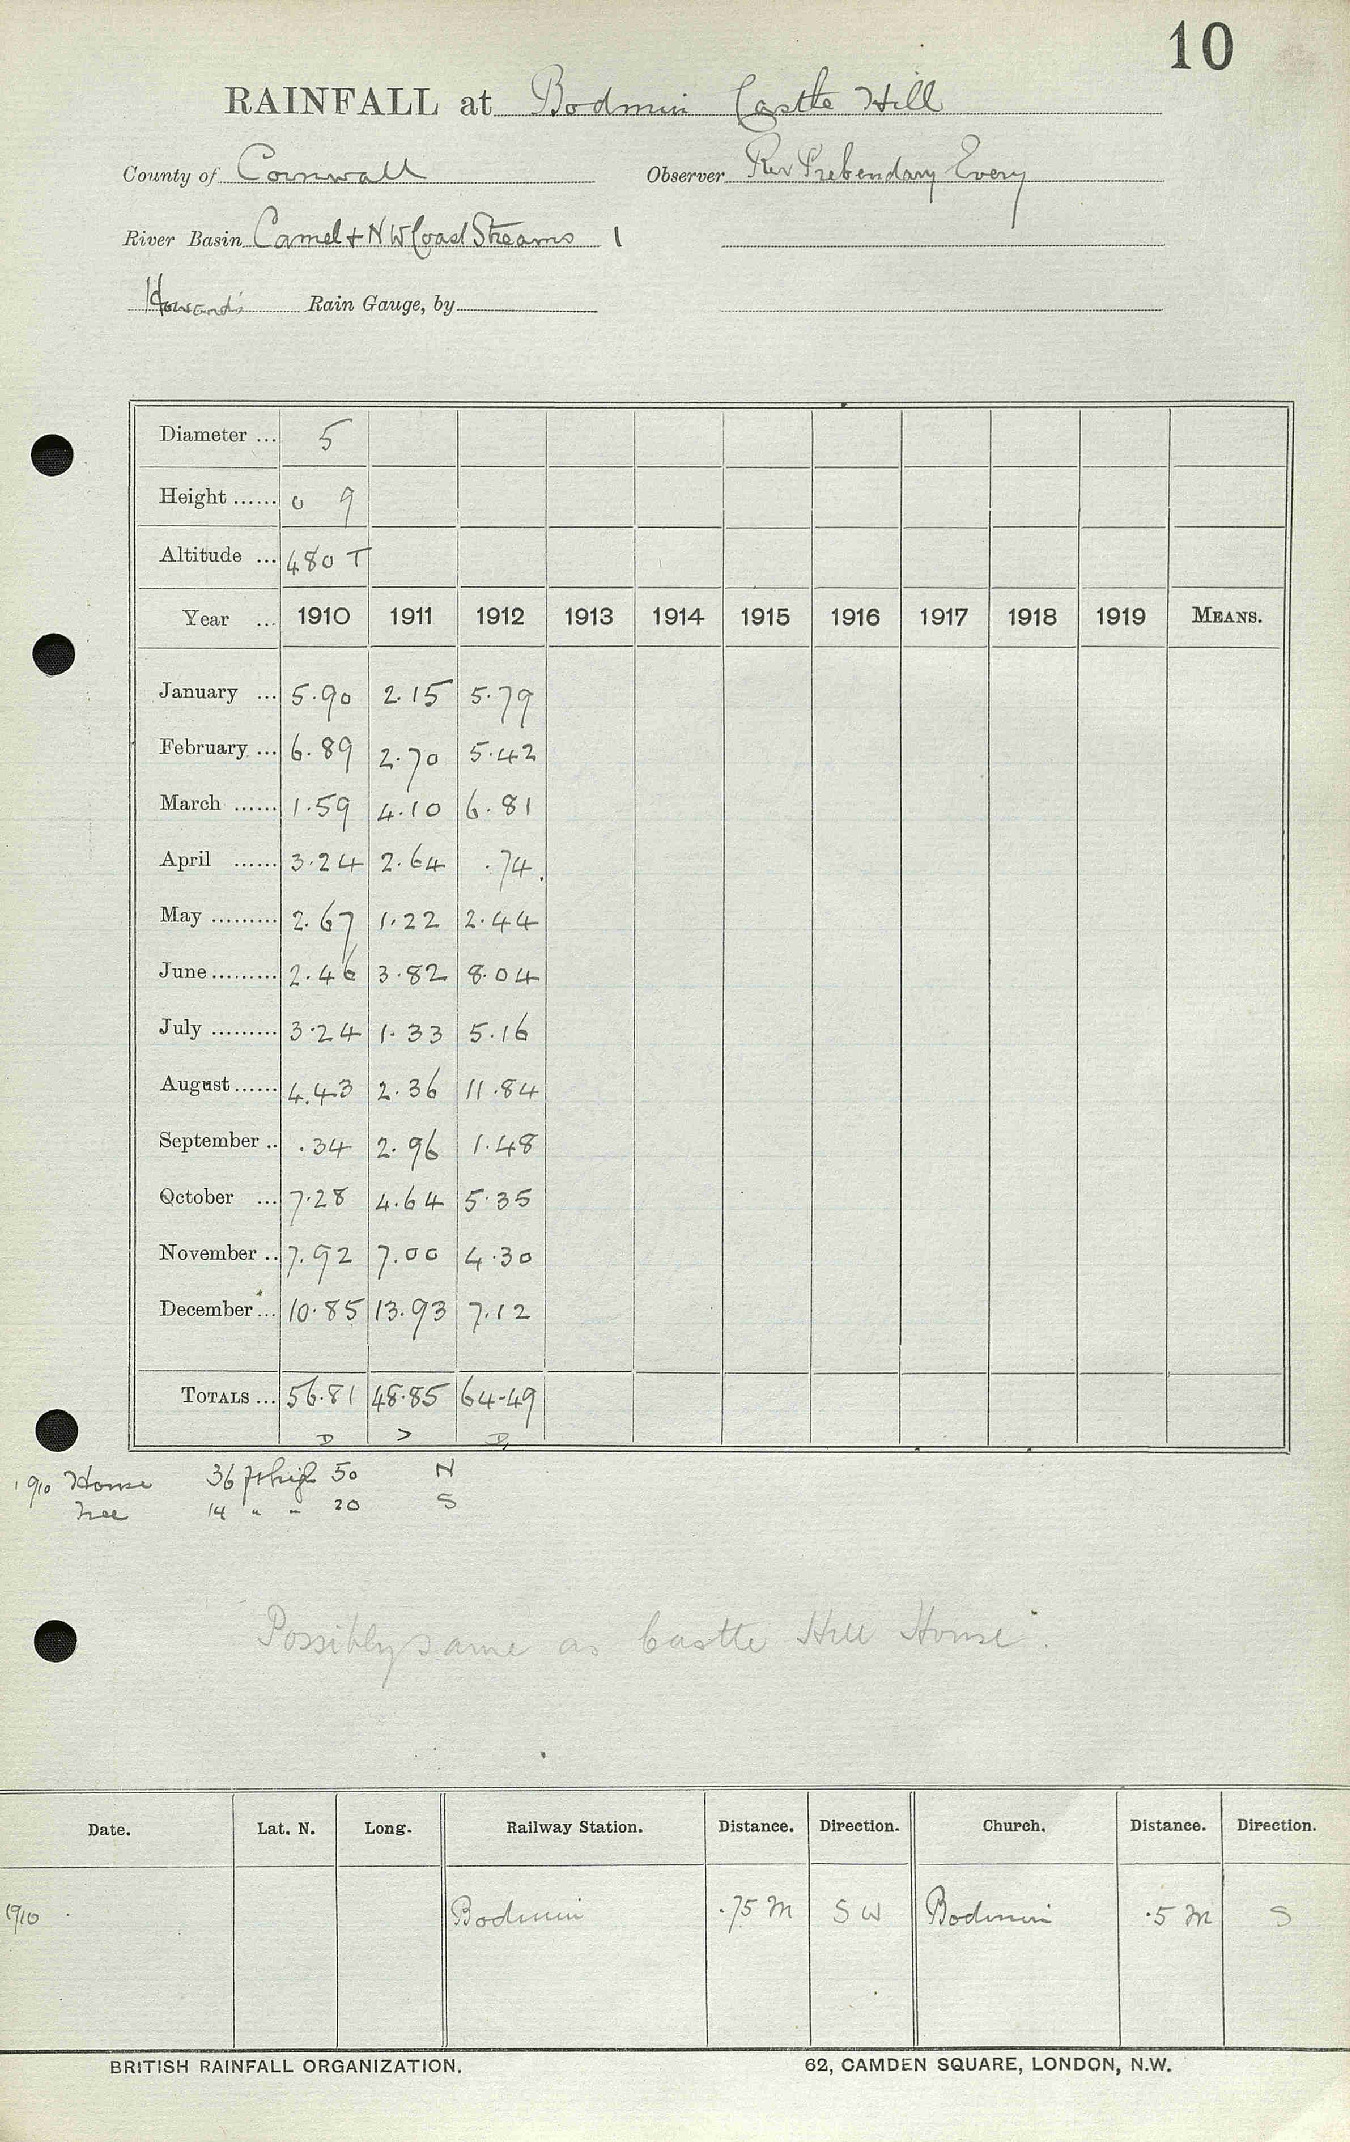 10
RAINFALL at Bodmin Castle Hill
County of Cornwall Observer Rev Prebendary Every
River Basin Camel & N W Coast Streams 1
Howard's Rain Gauge, by
Diameter ... 5
Height ...... 0 9
Altitude ... 480 T
Year ... 1910 1911 1912 1913 1914 1915 1916 1917 1918 1919 MEANS.
January ... 5.90 2.15 5.79
February ... 6.89 2.70 5.42
March ...... 1.59 4.10 6.81
April ...... 3.24 2.64 .74
May ......... 2.67 1.22 2.44
June ......... 2.46 3.82 8.04
July ......... 3.24 1.33 5.16
August ...... 4.43 2.36 11.84
September .. .34 2.96 1.48
October ... 7.28 4.64 5.35
November .. 7.92 7.00 4.30
December ... 10.85 13.93 7.12
TOTALS ... 56.81 48.85 64.49
D > D
1910 House 36 ft high 50 N
Tree 14 " " 20 S
Possibly same as Castle Hill House.
Date. Lat. N. Long. Railway Station. Distance. Direction. Church. Distance. Direction.
1910 Bodmin .75 m S W Bodmin .5 m S
BRITISH RAINFALL ORGANIZATION. 62, CAMDEN SQUARE, LONDON, N.W.